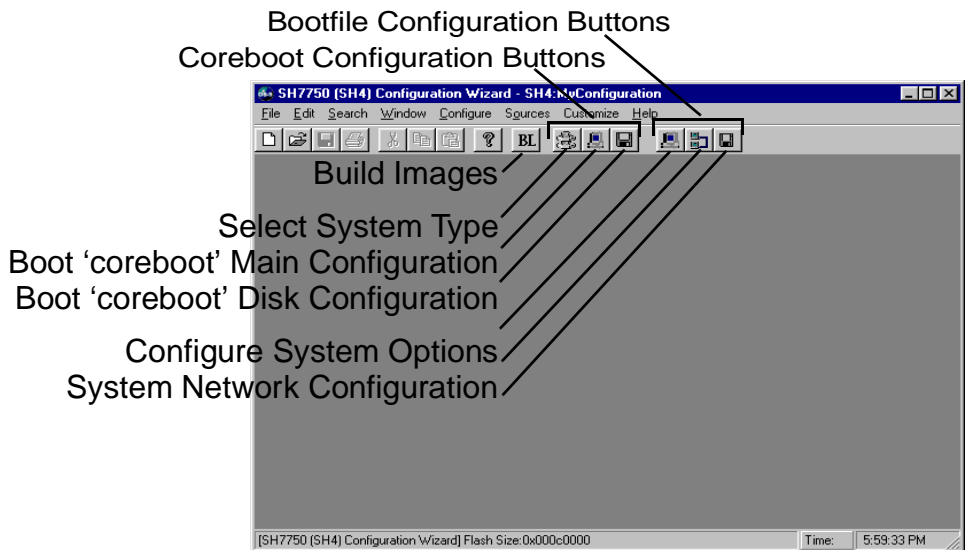 Bootfile Configuration Buttons
Coreboot Configuration Buttons
SH7750 (SH4) Configuration Wizard - SH4:MyConfiguration
File Edit Search Window Configure Sources Customize Help
BL
Build Images
Select System Type
Boot ‘coreboot’ Main Configuration
Boot ‘coreboot’ Disk Configuration
Configure System Options
System Network Configuration
[SH7750 (SH4) Configuration Wizard] Flash Size:0x000c0000 Time: 5:59:33 PM